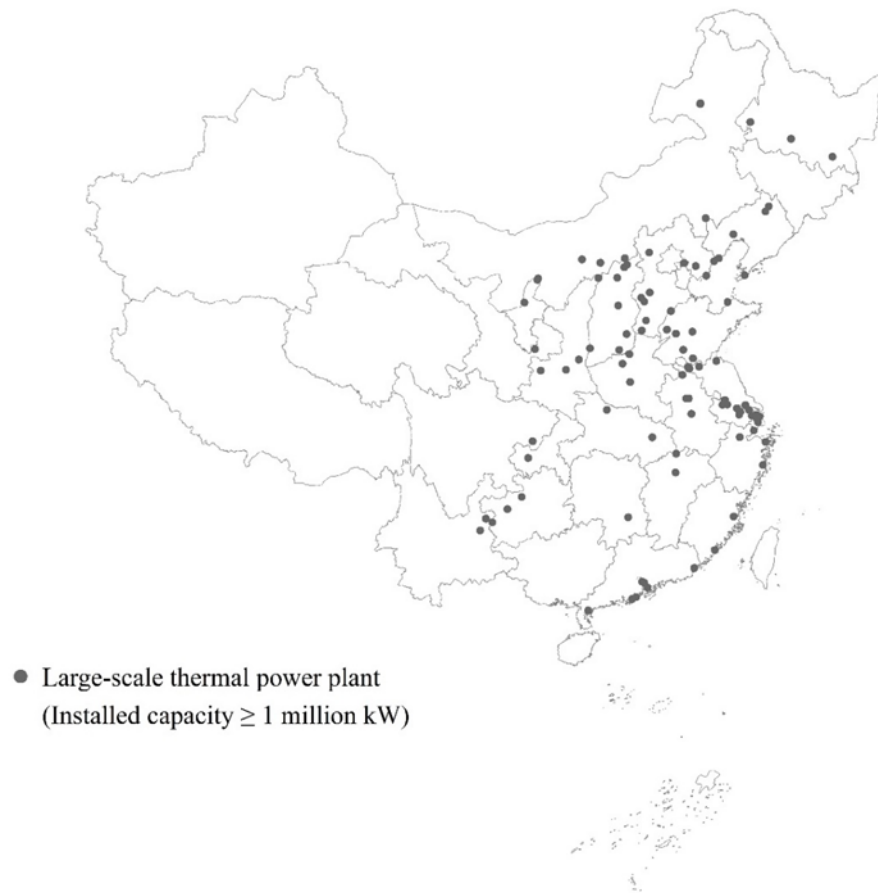 Large-scale thermal power plant
(Installed capacity ≥ 1 million kW)